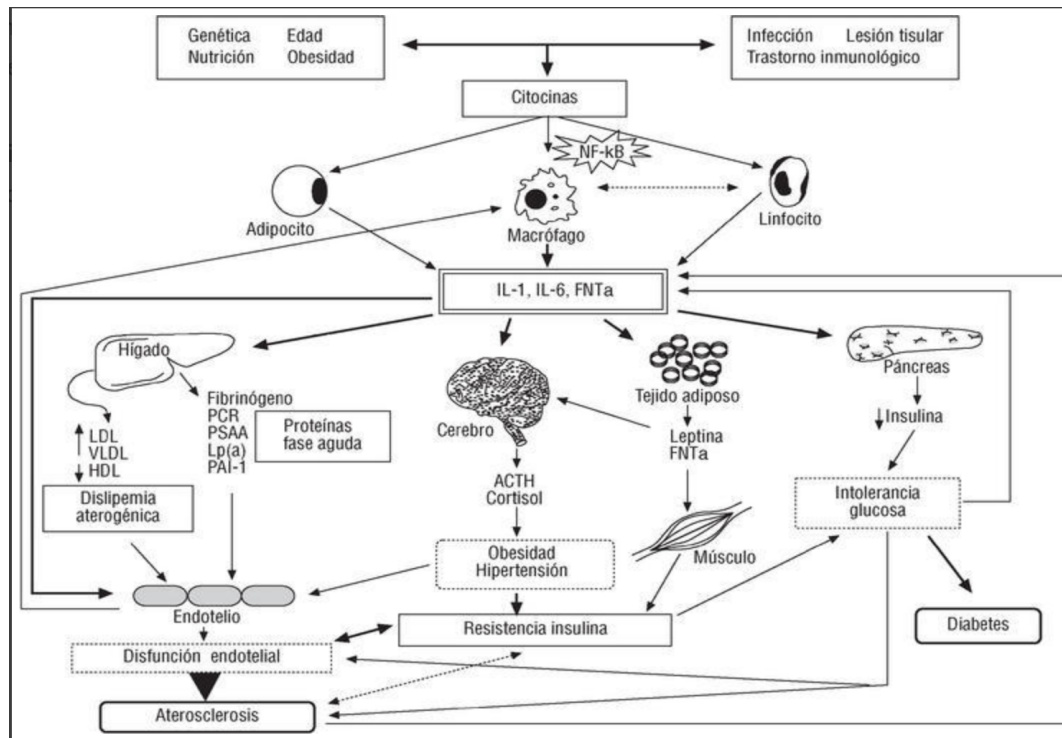 Genética Edad
Nutrición Obesidad
Infección Lesión tisular
Trastorno inmunológico
Citocinas
NF-kB
Adipocito
Macrófago
Linfocito
IL-1, IL-6, FNTa
Hígado
LDL
VLDL
HDL
Dislipemia
aterogénica
Fibrinógeno
PCR
PSAA
Lp(a)
PAI-1
Proteínas
fase aguda
Cerebro
ACTH
Cortisol
Obesidad
Hipertensión
Tejido adiposo
Leptina
FNTa
Músculo
Páncreas
Insulina
Intolerancia
glucosa
Diabetes
Endotelio
Disfunción endotelial
Resistencia insulina
Aterosclerosis